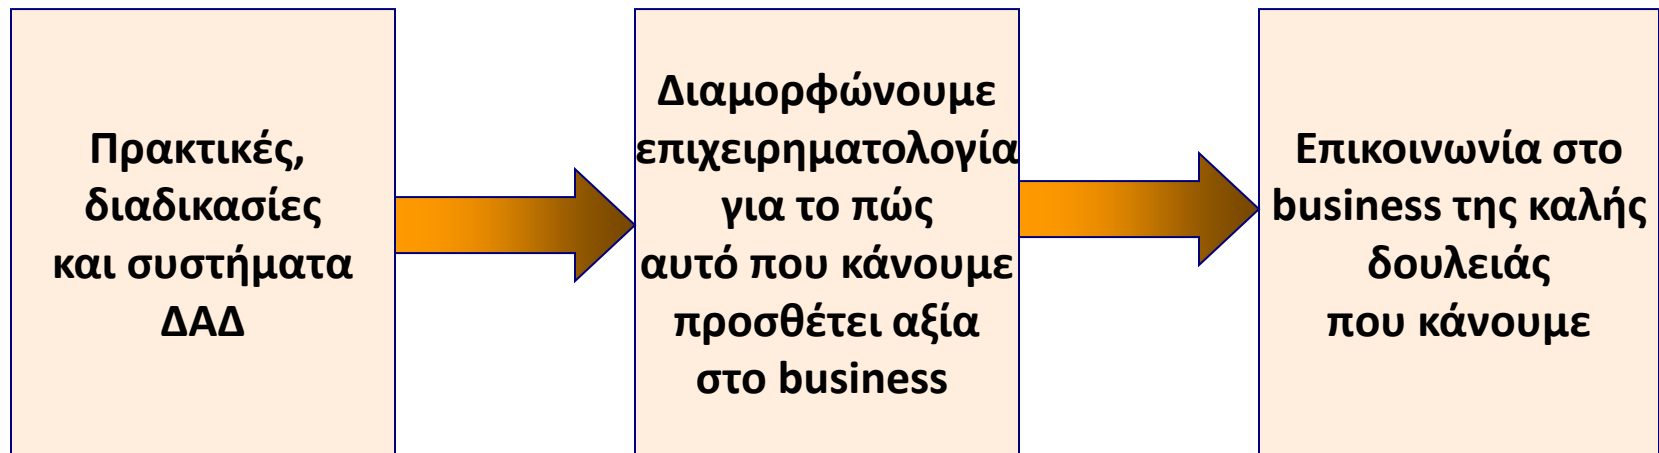 Πρακτικές,
διαδικασίες
και συστήματα
ΔΑΔ
Διαμορφώνουμε
επιχειρηματολογία
για το πώς
αυτό που κάνουμε
προσθέτει αξία
στο business
Επικοινωνία στο
business της καλής
δουλειάς
που κάνουμε